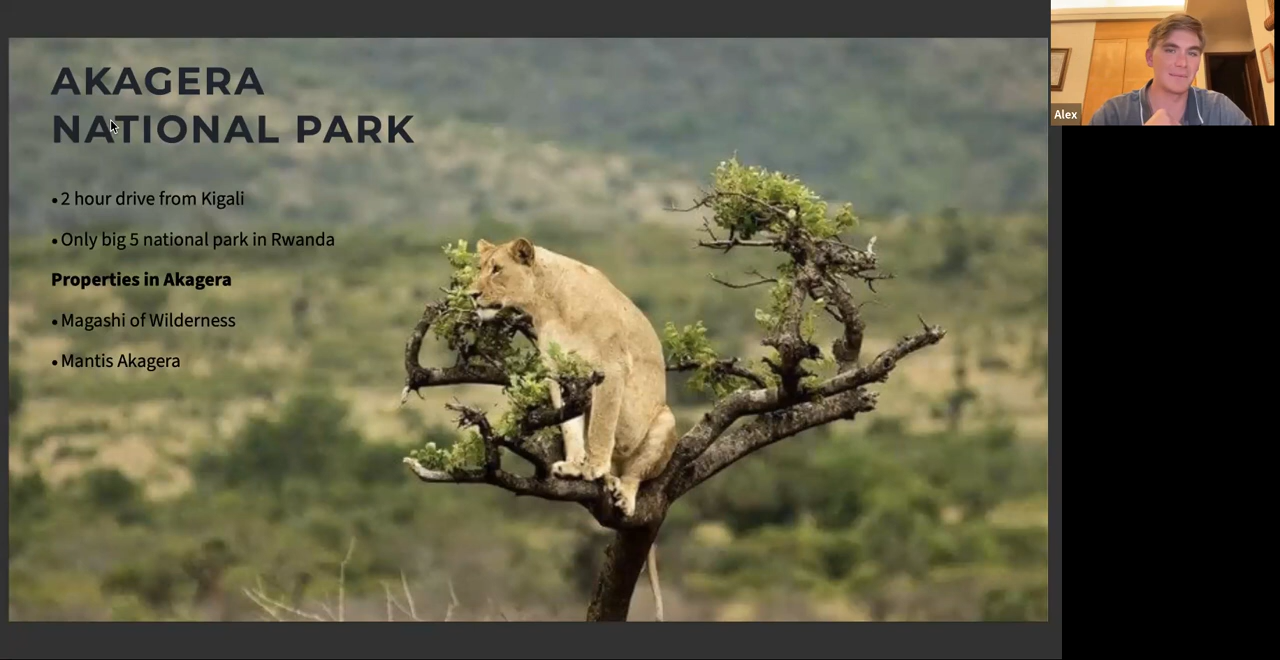 AKAGERA
NATIONAL PARK
• 2 hour drive from Kigali
• Only big 5 national park in Rwanda
Properties in Akagera
• Magashi of Wilderness
• Mantis Akagera
Alex